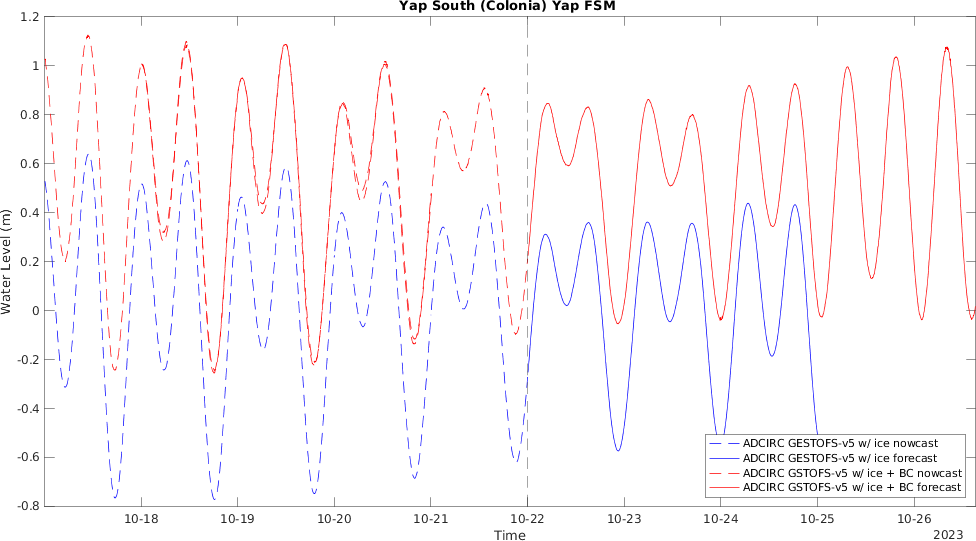 Yap South (Colonia) Yap FSM
1.2
1
0.8
0.6
0.4
0.2
0
-0.2
-0.4
-0.6
-0.8
Water Level (m)
ADCIRC GESTOFS-v5 w/ ice nowcast
ADCIRC GESTOFS-v5 w/ ice forecast
ADCIRC GSTOFS-v5 w/ ice + BC nowcast
ADCIRC GSTOFS-v5 w/ ice + BC forecast
10-18 10-19 10-20 10-21 10-22 10-23 10-24 10-25 10-26
Time
2023